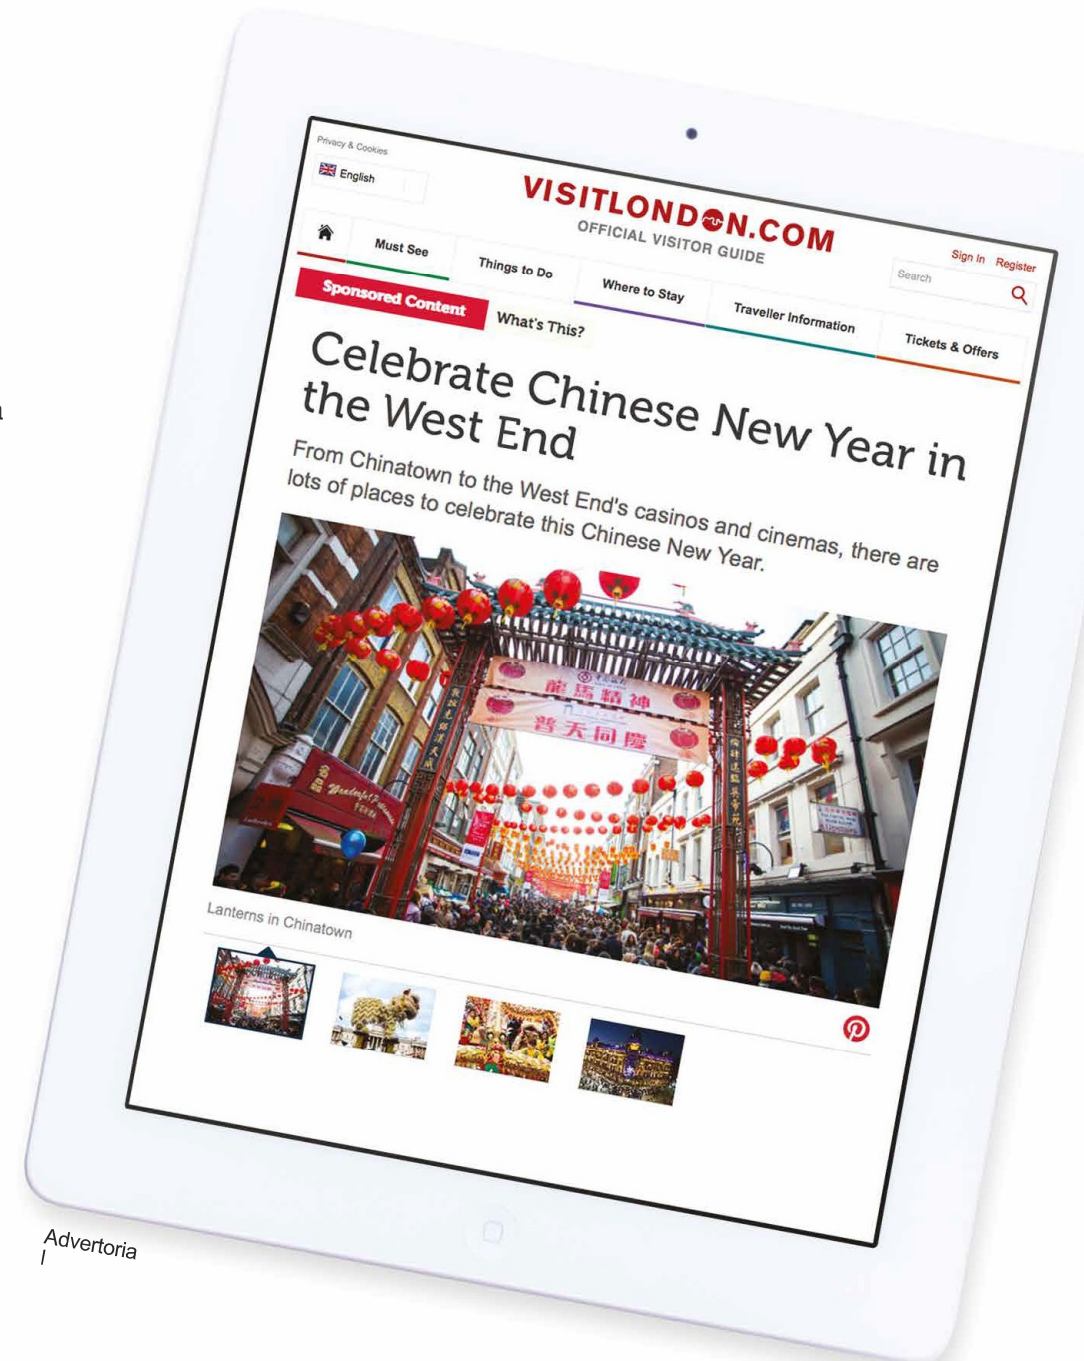 Privacy & Cookies
English
VISITLONDON.COM
OFFICIAL VISITOR GUIDE
Sign In Register
Search
Must See
Things to Do
Where to Stay
Traveller Information
Tickets & Offers
Sponsored Content
What's This?
Celebrate Chinese New Year in
the West End
From Chinatown to the West End's casinos and cinemas, there are
lots of places to celebrate this Chinese New Year.
龍馬精神
普天同慶
Lanterns in Chinatown
Advertoria
l